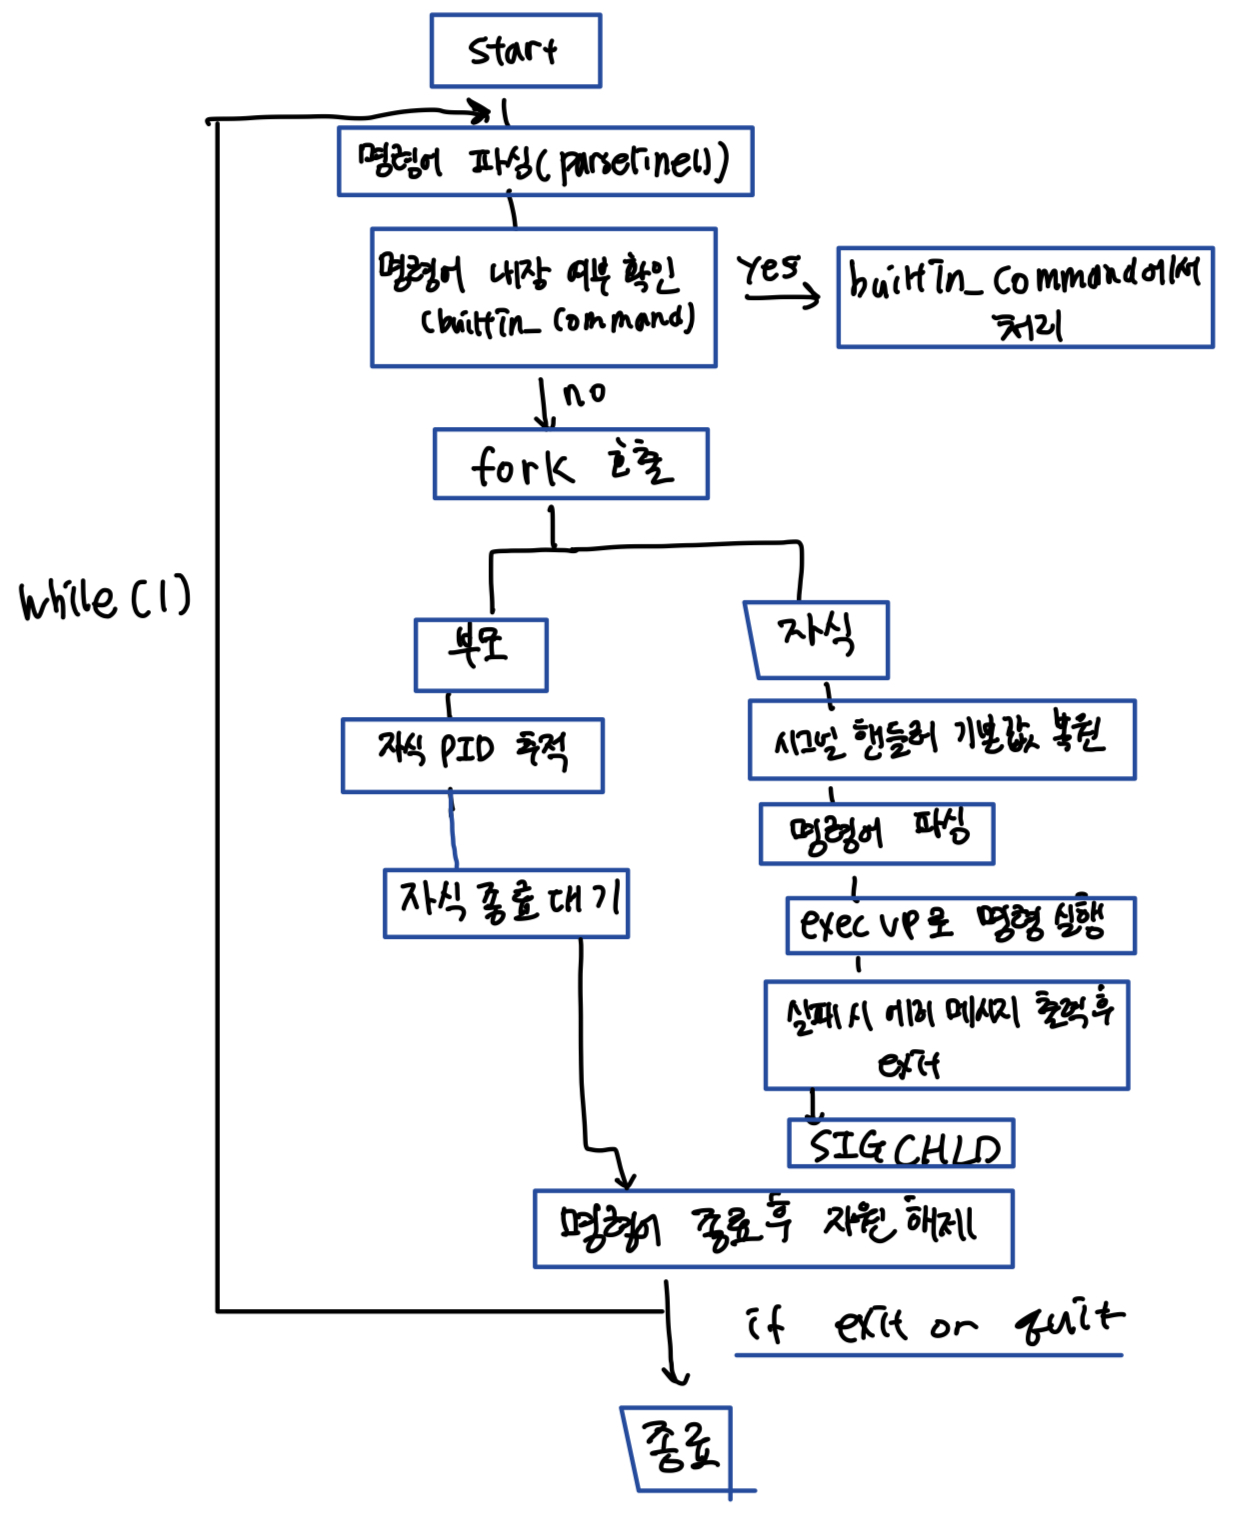 Start
명령어 파싱(parseline())
명령어 내장 여부 확인
(builtin_command)
yes
builtin_command에서
처리
no
fork 호출
while(1)
부모
자식
자식 PID 추적
시그널 핸들러 기본값 복원
명령어 파싱
자식 종료 대기
execvp로 명령 실행
실패시 에러 메시지 출력후
exit
SIGCHLD
명령어 종료 후 자원 해제
if exit or quit
종료